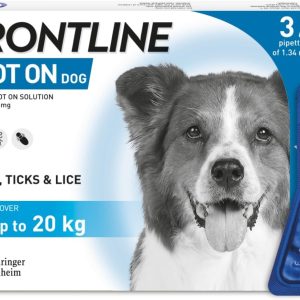 RONTLINE
OT ON DOG
OT ON SOLUTION
mg
3
pipett
of 1.34
, TICKS & LICE
OVER
p to 20 kg
ringer
heim